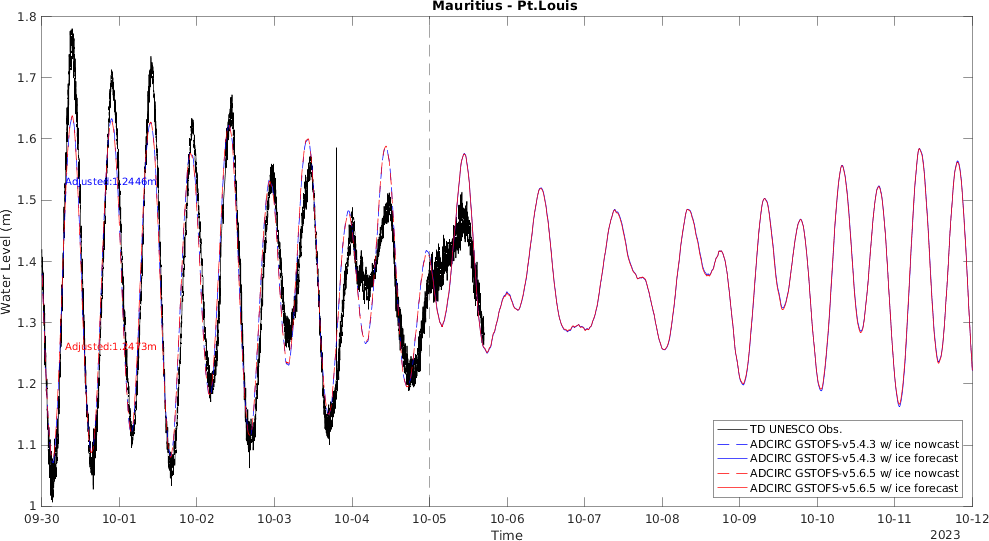 Mauritius - Pt.Louis
Water Level (m)
1.8
1.7
1.6
1.5
1.4
1.3
1.2
1.1
1
Adjusted:1.2446m
Adjusted:1.2473m
TD UNESCO Obs.
ADCIRC GSTOFS-v5.4.3 w/ ice nowcast
ADCIRC GSTOFS-v5.4.3 w/ ice forecast
ADCIRC GSTOFS-v5.6.5 w/ ice nowcast
ADCIRC GSTOFS-v5.6.5 w/ ice forecast
09-30 10-01 10-02 10-03 10-04 10-05 10-06 10-07 10-08 10-09 10-10 10-11 10-12
Time
2023